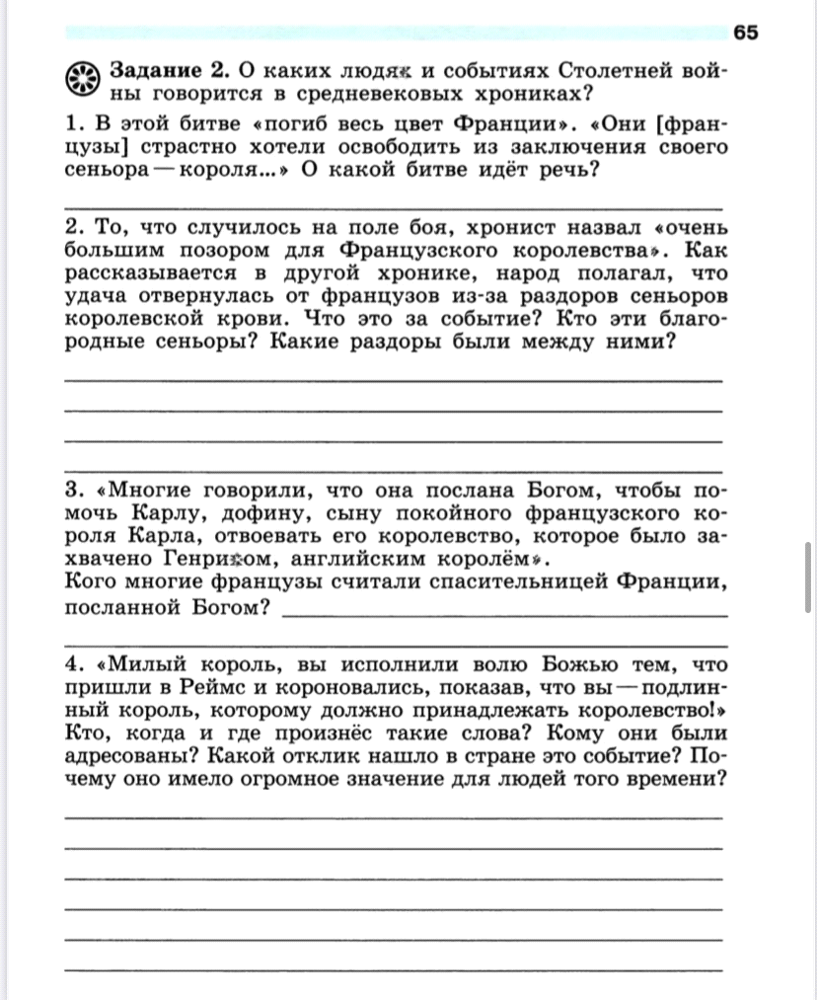 65
Задание 2. О каких людях и событиях Столетней вой-
ны говорится в средневековых хрониках?
1. В этой битве «погиб весь цвет Франции». «Они [фран-
цузы] страстно хотели освободить из заключения своего
сеньора — короля...» О какой битве идёт речь?
2. То, что случилось на поле боя, хронист назвал «очень
большим позором для Французского королевства». Как
рассказывается в другой хронике, народ полагал, что
удача отвернулась от французов из-за раздоров сеньоров
королевской крови. Что это за событие? Кто эти благо-
родные сеньоры? Какие раздоры были между ними?
3. «Многие говорили, что она послана Богом, чтобы по-
мочь Карлу, дофину, сыну покойного французского ко-
роля Карла, отвоевать его королевство, которое было за-
хвачено Генрихом, английским королём».
Кого многие французы считали спасительницей Франции,
посланной Богом?
4. «Милый король, вы исполнили волю Божью тем, что
пришли в Реймс и короновались, показав, что вы — подлин-
ный король, которому должно принадлежать королевство!»
Кто, когда и где произнёс такие слова? Кому они были
адресованы? Какой отклик нашло в стране это событие? По-
чему оно имело огромное значение для людей того времени?